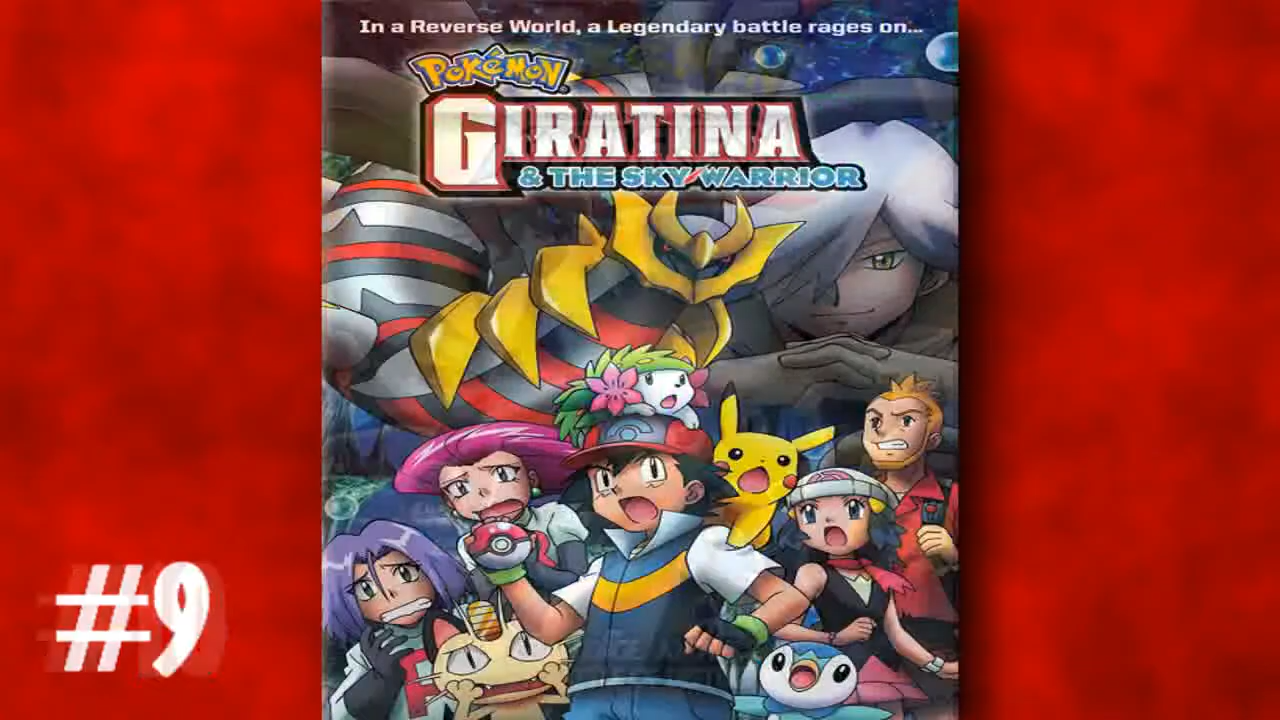 In a Reverse World, a Legendary battle rages on...
POKéMON
GIRATINA
& THE SKY WARRIOR
#9